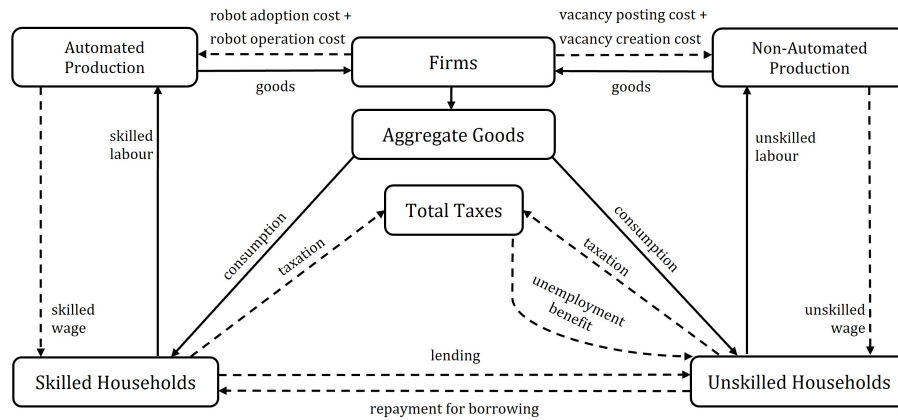 robot adoption cost +
robot operation cost
vacancy posting cost +
vacancy creation cost
Automated
Production
Firms
Non-Automated
Production
goods
goods
skilled
labour
Aggregate Goods
unskilled
labour
Total Taxes
consumption
taxation
taxation
consumption
unemployment
benefit
skilled
wage
unskilled
wage
Skilled Households
lending
Unskilled Households
repayment for borrowing